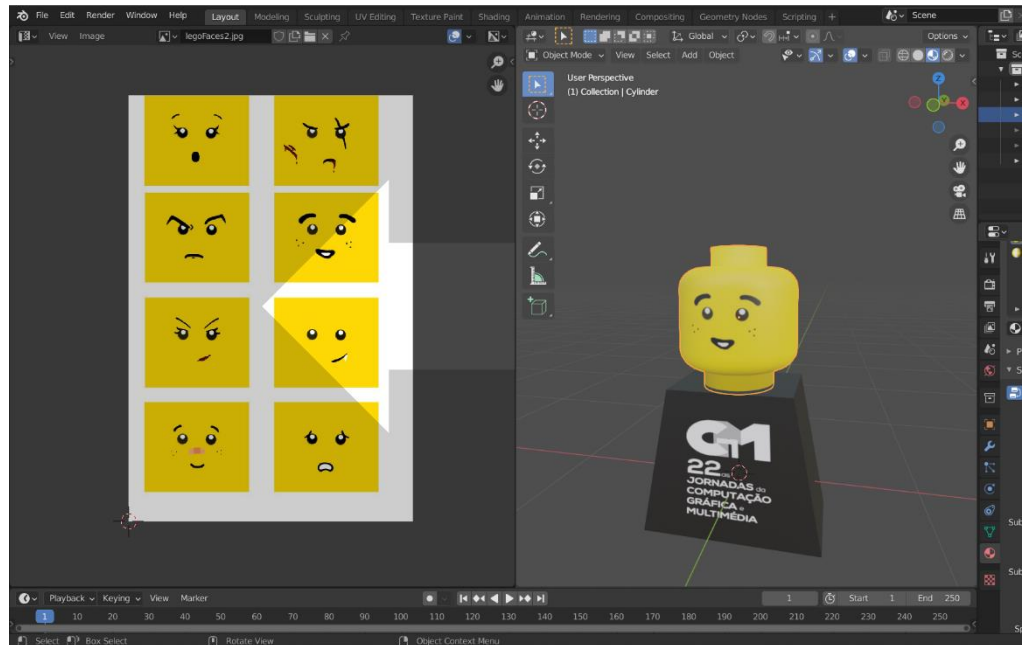 File Edit Render Window Help Layout Modeling Sculpting UV Editing Texture Paint Shading Animation Rendering Compositing Geometry Nodes Scripting + Scene
View Image legoFaces2.jpg Global Options
Object Mode View Select Add Object
User Perspective
(1) Collection | Cylinder
Z
Y
X
22as
JORNADAS da
COMPUTAÇÃO
GRÁFICA e
MULTIMÉDIA
Sub
Sub
Playback Keying View Marker 1 Start 1 End 250
1 10 20 30 40 50 60 70 80 90 100 110 120 130 140 150 160 170 180 190 200 210 220 230 240 250
Select Box Select Rotate View Object Context Menu